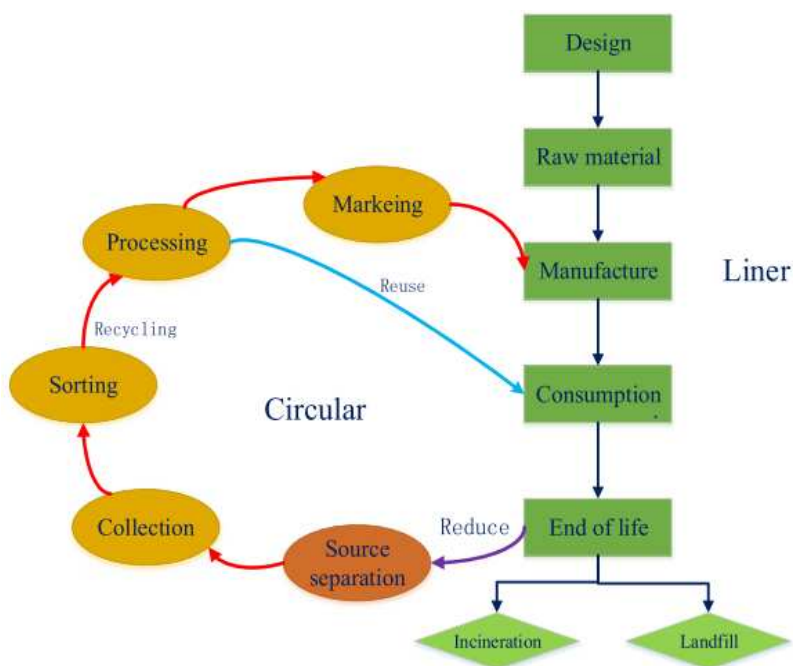 Design
Raw material
Markeing
Processing
Manufacture
Liner
Reuse
Recycling
Sorting
Consumption
Circular
Collection
Reduce
End of life
Source
separation
Incineration
Landfill